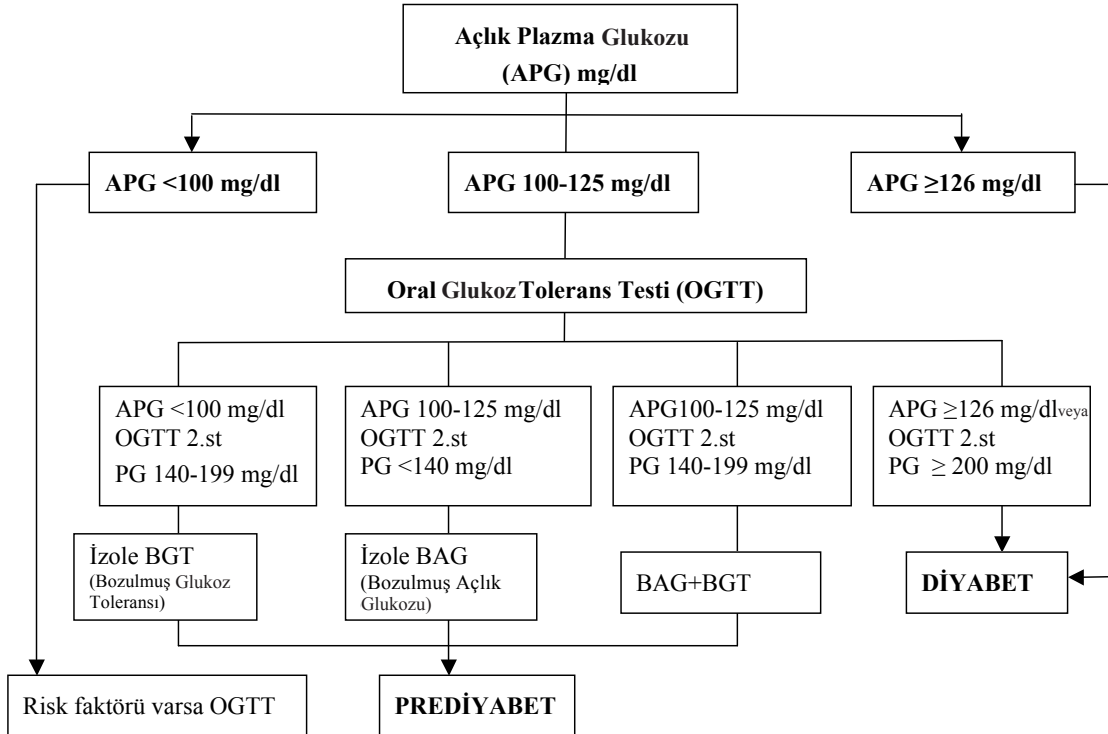 Açlık Plazma Glukozu
(APG) mg/dl
APG <100 mg/dl
APG 100-125 mg/dl
APG ≥126 mg/dl
Oral Glukoz Tolerans Testi (OGTT)
APG <100 mg/dl
OGTT 2.st
PG 140-199 mg/dl
APG 100-125 mg/dl
OGTT 2.st
PG <140 mg/dl
APG100-125 mg/dl
OGTT 2.st
PG 140-199 mg/dl
APG ≥126 mg/dl veya
OGTT 2.st
PG ≥ 200 mg/dl
İzole BGT
(Bozulmuş Glukoz
Toleransı)
İzole BAG
(Bozulmuş Açlık
Glukozu)
BAG+BGT
DİYABET
Risk faktörü varsa OGTT
PREDİYABET